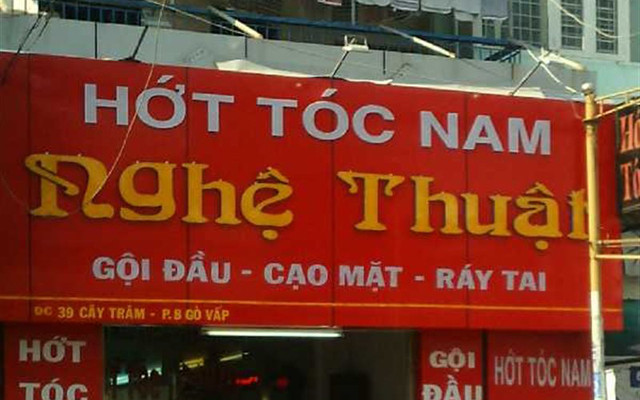 HỚT TÓC NAM
Nghệ Thuật
GỘI ĐẦU - CẠO MẶT - RÁY TAI
ĐC 39 CÂY TRÂM - P.8 GÒ VẤP
HỚT
TÓC
GỘI
ĐẦU
HỚT TÓC NAM